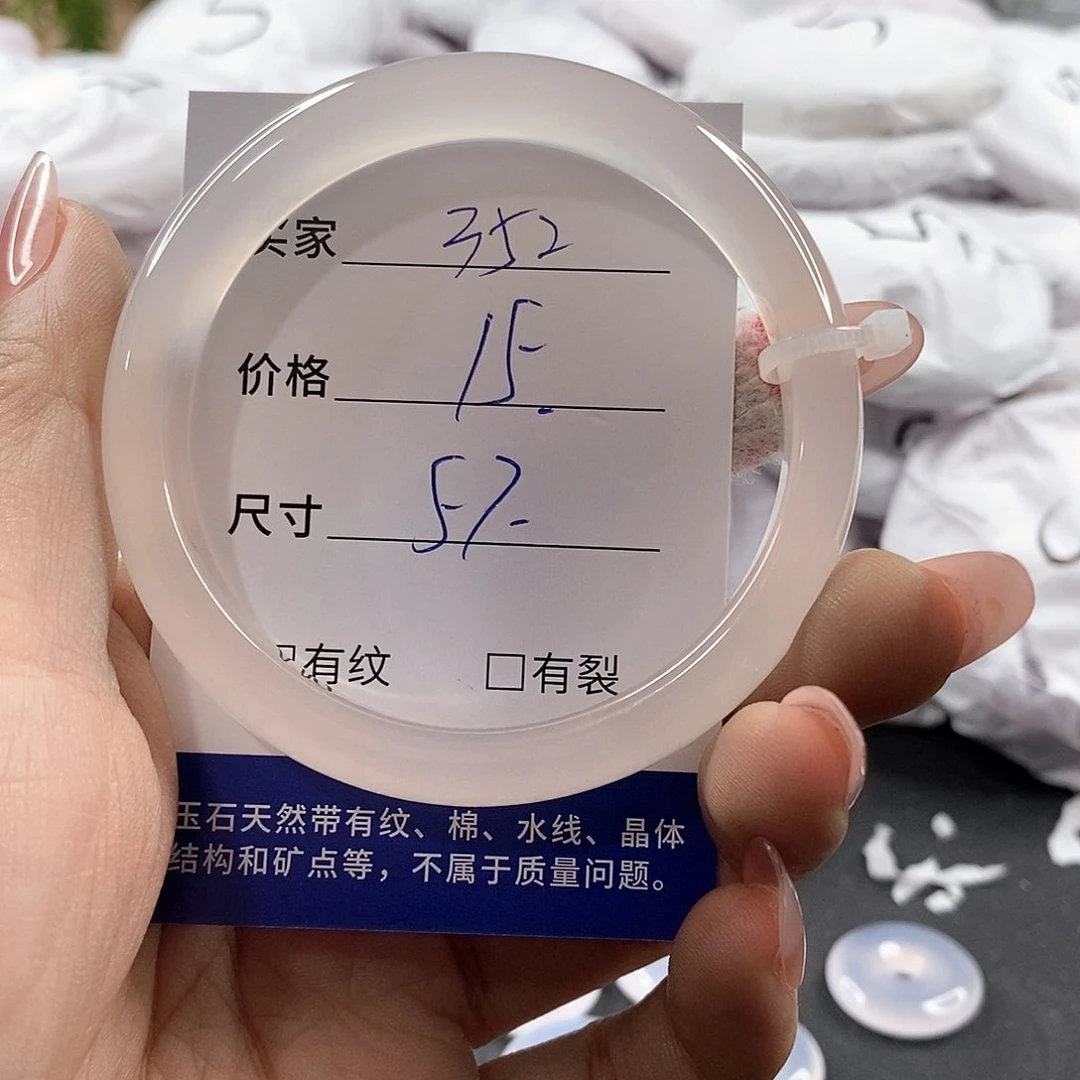 买家 352
价格 15.
尺寸 57.
□有纹 □有裂
玉石天然带有纹、棉、水线、晶体
结构和矿点等，不属于质量问题。